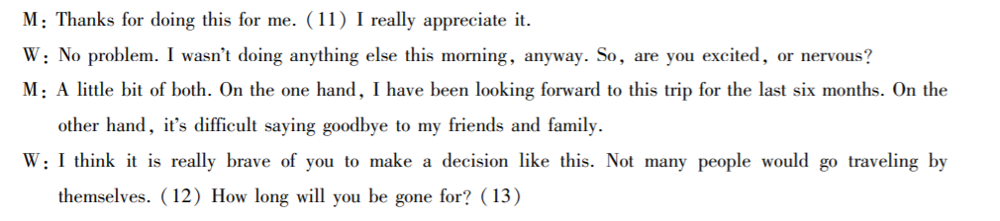 M: Thanks for doing this for me. (11) I really appreciate it.
W: No problem. I wasn't doing anything else this morning, anyway. So, are you excited, or nervous?
M: A little bit of both. On the one hand, I have been looking forward to this trip for the last six months. On the
other hand, it's difficult saying goodbye to my friends and family.
W: I think it is really brave of you to make a decision like this. Not many people would go traveling by
themselves. (12) How long will you be gone for? (13)